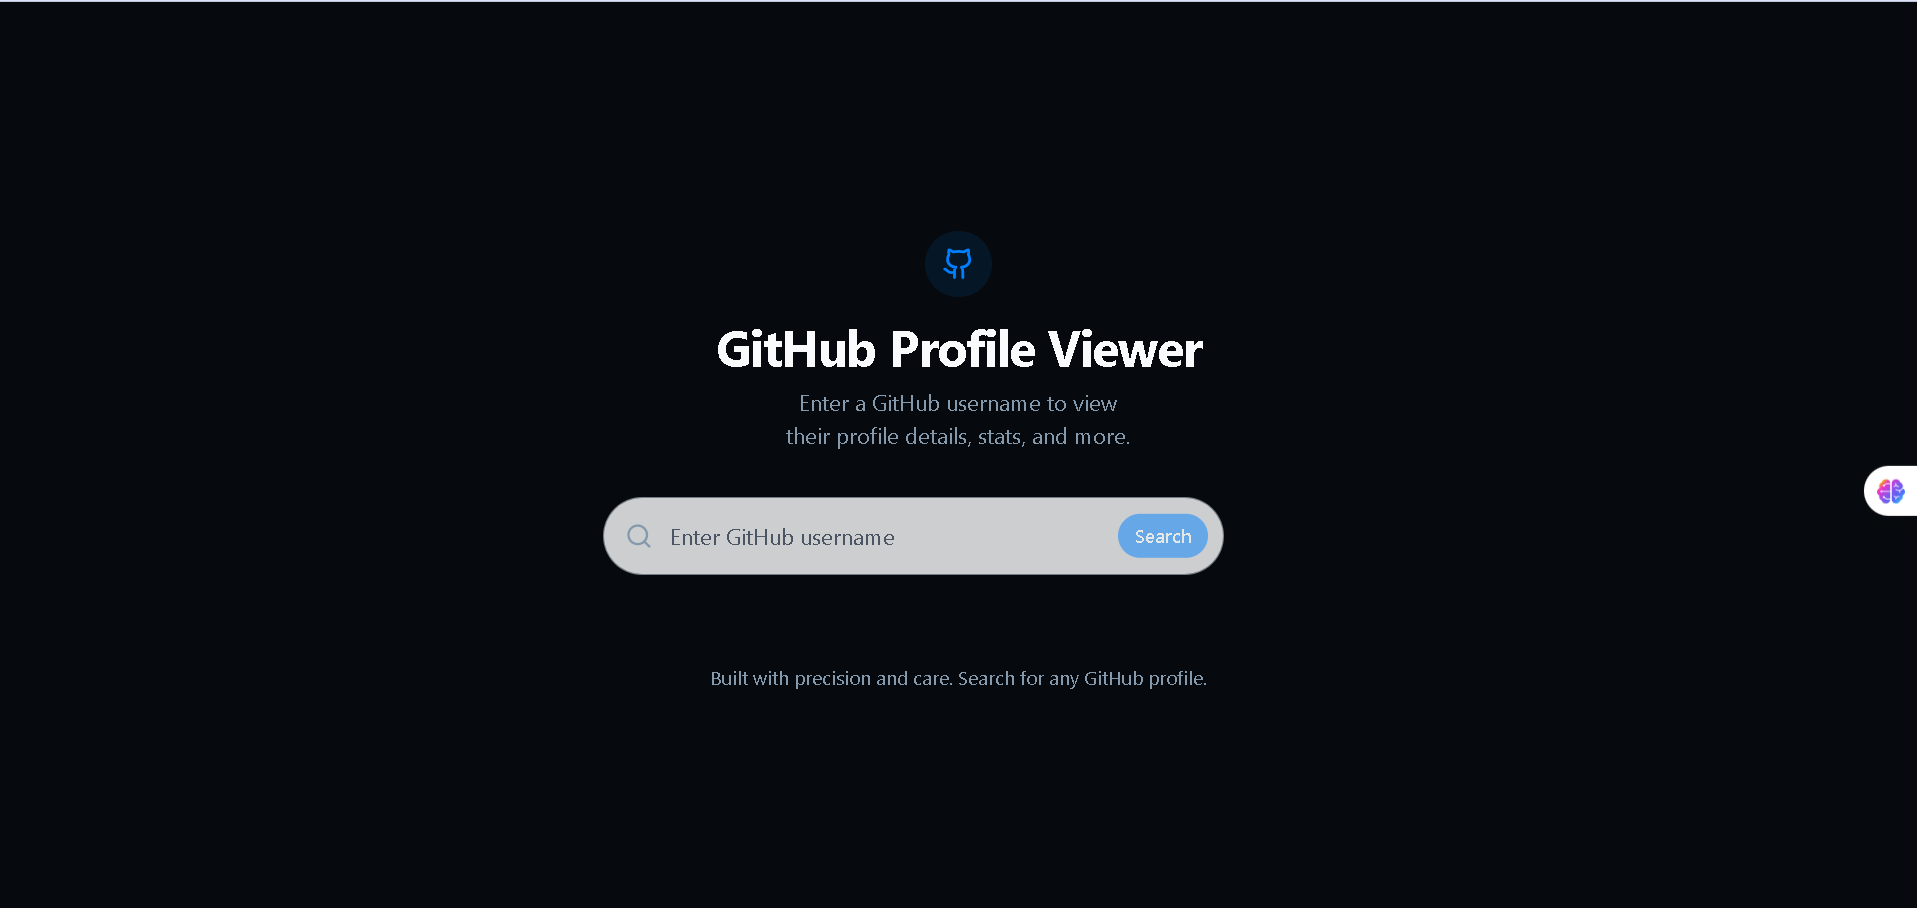 GitHub Profile Viewer
Enter a GitHub username to view
their profile details, stats, and more.
Enter GitHub username
Search
Built with precision and care. Search for any GitHub profile.